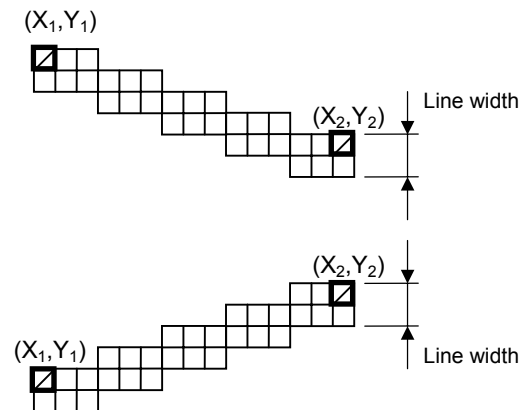 (X₁,Y₁)
Line width
(X₂,Y₂)
(X₂,Y₂)
(X₁,Y₁)
Line width